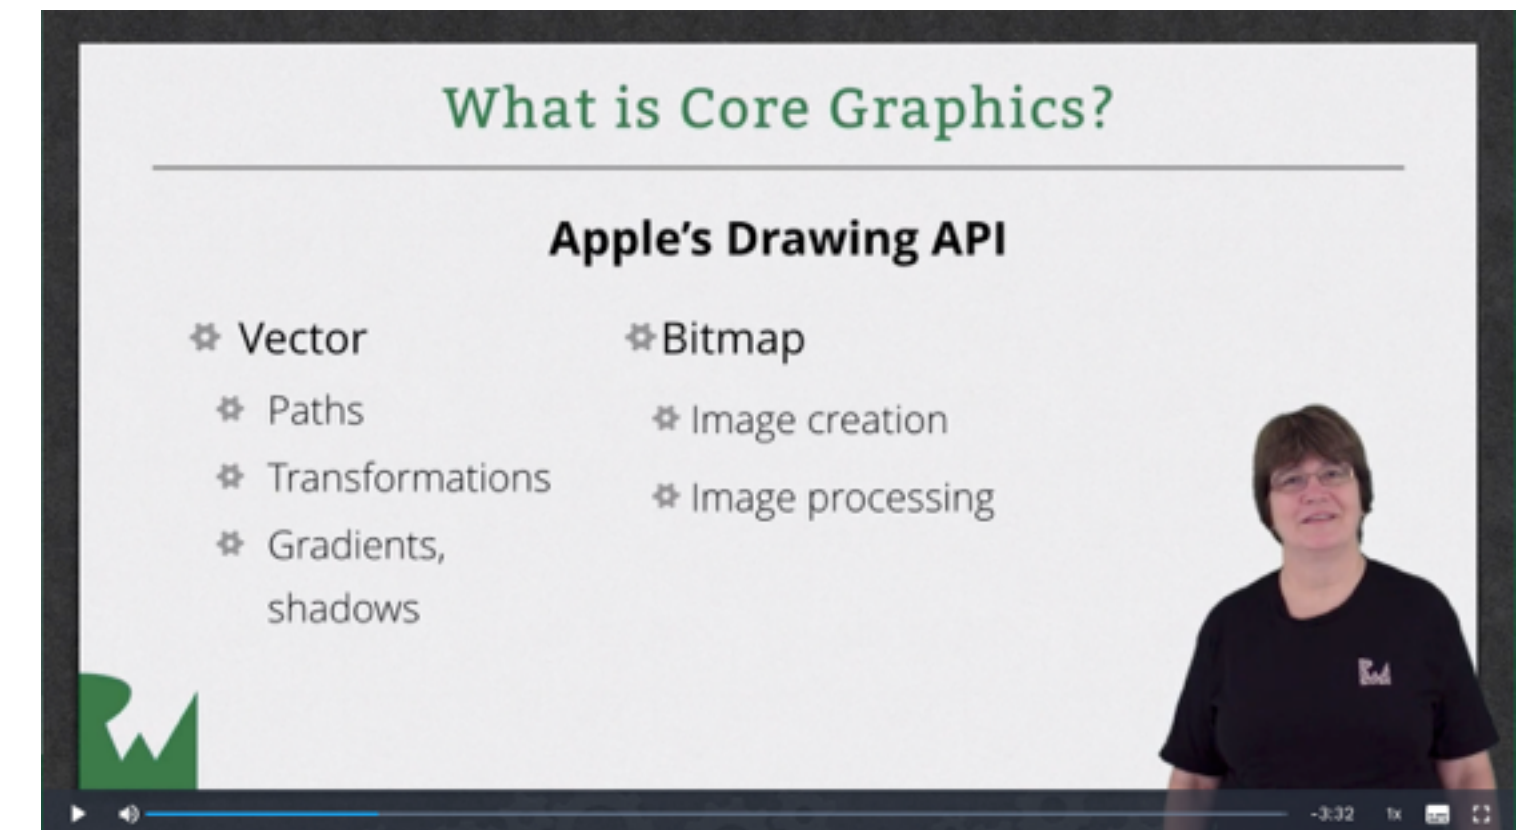 What is Core Graphics?
Apple's Drawing API
Vector
Paths
Transformations
Gradients,
shadows
Bitmap
Image creation
Image processing
RW
-3:32 1x